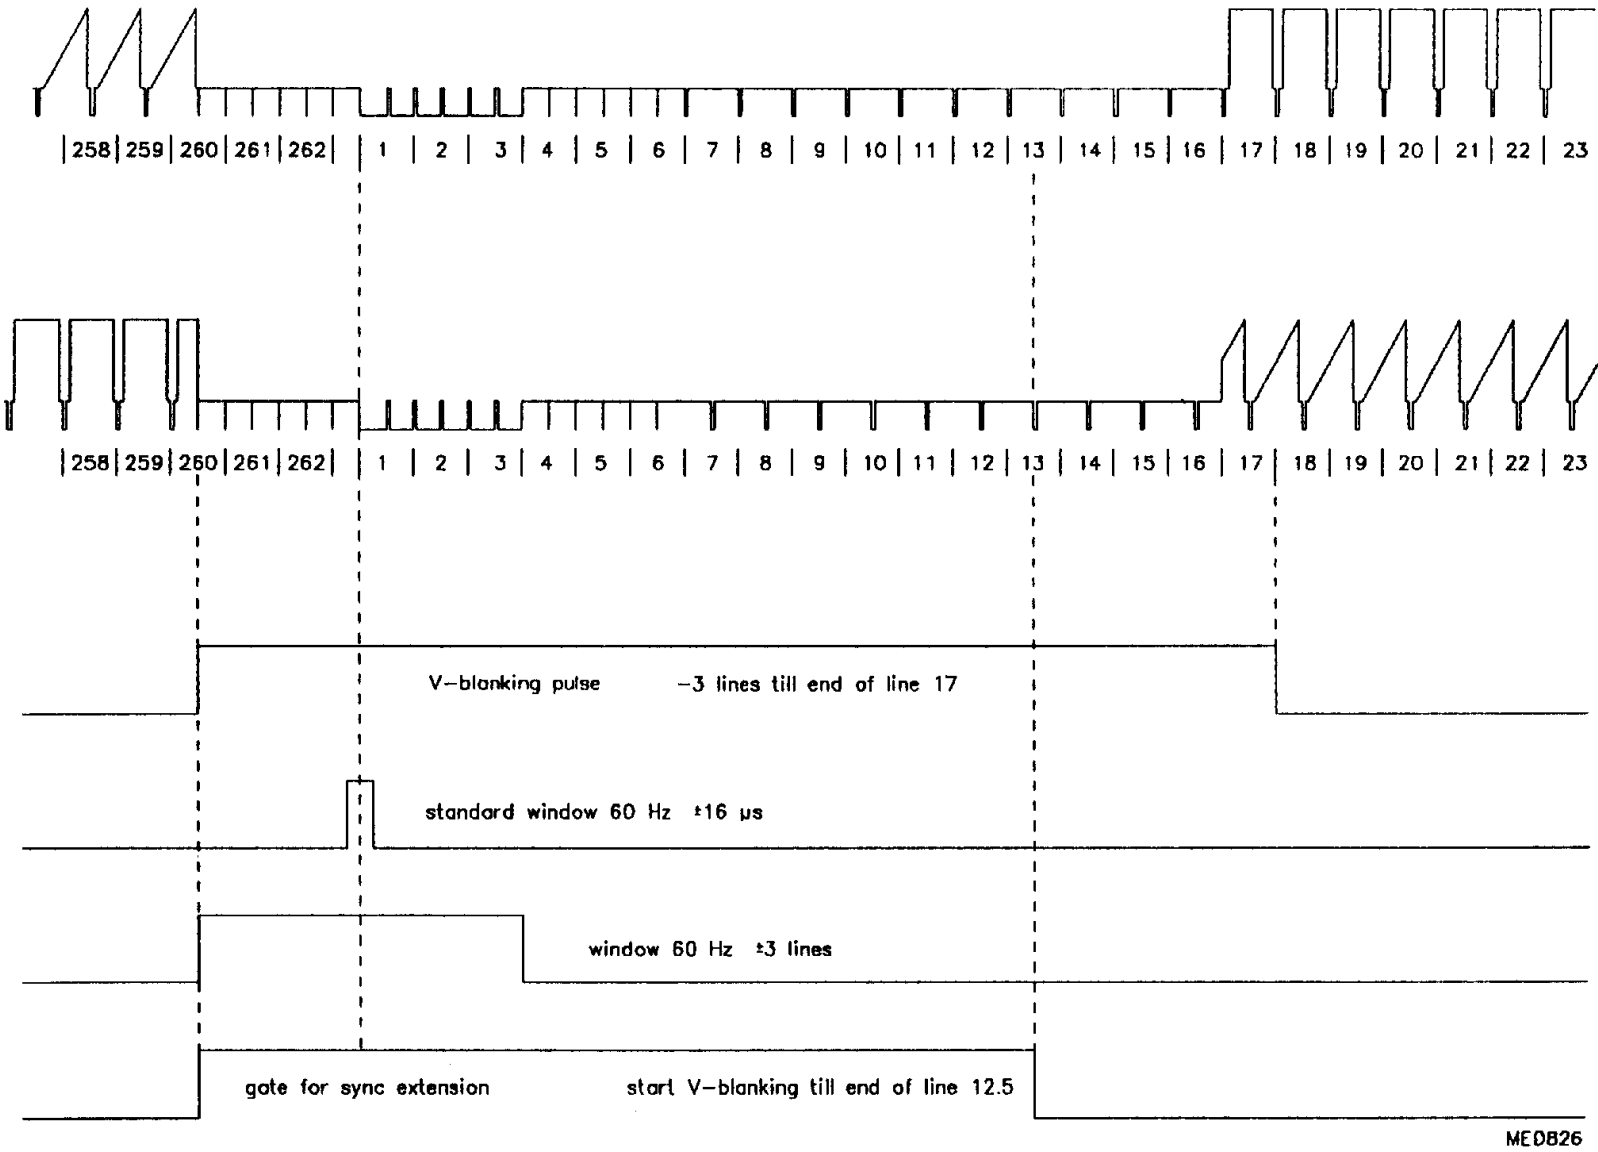 258 259 260 261 262 1 2 3 4 5 6 7 8 9 10 11 12 13 14 15 16 17 18 19 20 21 22 23
258 259 260 261 262 1 2 3 4 5 6 7 8 9 10 11 12 13 14 15 16 17 18 19 20 21 22 23
V-blanking pulse -3 lines till end of line 17
standard window 60 Hz ±16 μs
window 60 Hz ±3 lines
gate for sync extension start V-blanking till end of line 12.5
MED826